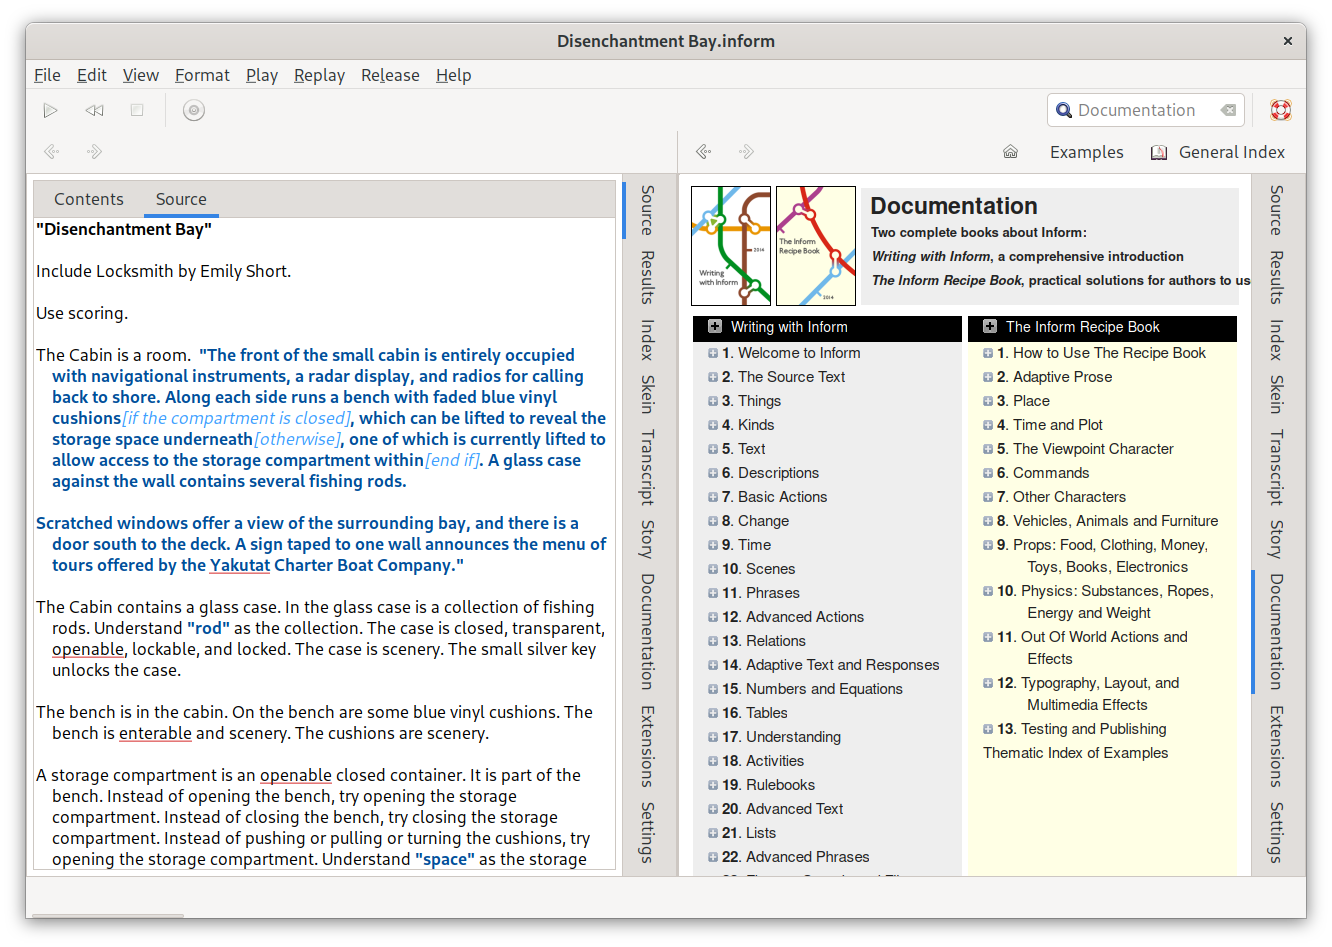 Disenchantment Bay.inform
File Edit View Format Play Replay Release Help
Documentation
Examples General Index
Contents Source
"Disenchantment Bay"
Include Locksmith by Emily Short.
Use scoring.
The Cabin is a room. "The front of the small cabin is entirely occupied
with navigational instruments, a radar display, and radios for calling
back to shore. Along each side runs a bench with faded blue vinyl
cushions[if the compartment is closed], which can be lifted to reveal the
storage space underneath[otherwise], one of which is currently lifted to
allow access to the storage compartment within[end if]. A glass case
against the wall contains several fishing rods.
Scratched windows offer a view of the surrounding bay, and there is a
door south to the deck. A sign taped to one wall announces the menu of
tours offered by the Yakutat Charter Boat Company."
The Cabin contains a glass case. In the glass case is a collection of fishing
rods. Understand "rod" as the collection. The case is closed, transparent,
openable, lockable, and locked. The case is scenery. The small silver key
unlocks the case.
The bench is in the cabin. On the bench are some blue vinyl cushions. The
bench is enterable and scenery. The cushions are scenery.
A storage compartment is an openable closed container. It is part of the
bench. Instead of opening the bench, try opening the storage
compartment. Instead of closing the bench, try closing the storage
compartment. Instead of pushing or pulling or turning the cushions, try
opening the storage compartment. Understand "space" as the storage
Source
Results
Index
Skein
Transcript
Story
Documentation
Extensions
Settings
2014
Writing
with Inform
The Inform
Recipe Book
2014
Documentation
Two complete books about Inform:
Writing with Inform, a comprehensive introduction
The Inform Recipe Book, practical solutions for authors to us
Writing with Inform
1. Welcome to Inform
2. The Source Text
3. Things
4. Kinds
5. Text
6. Descriptions
7. Basic Actions
8. Change
9. Time
10. Scenes
11. Phrases
12. Advanced Actions
13. Relations
14. Adaptive Text and Responses
15. Numbers and Equations
16. Tables
17. Understanding
18. Activities
19. Rulebooks
20. Advanced Text
21. Lists
22. Advanced Phrases
The Inform Recipe Book
1. How to Use The Recipe Book
2. Adaptive Prose
3. Place
4. Time and Plot
5. The Viewpoint Character
6. Commands
7. Other Characters
8. Vehicles, Animals and Furniture
9. Props: Food, Clothing, Money,
Toys, Books, Electronics
10. Physics: Substances, Ropes,
Energy and Weight
11. Out Of World Actions and
Effects
12. Typography, Layout, and
Multimedia Effects
13. Testing and Publishing
Thematic Index of Examples
Source
Results
Index
Skein
Transcript
Story
Documentation
Extensions
Settings